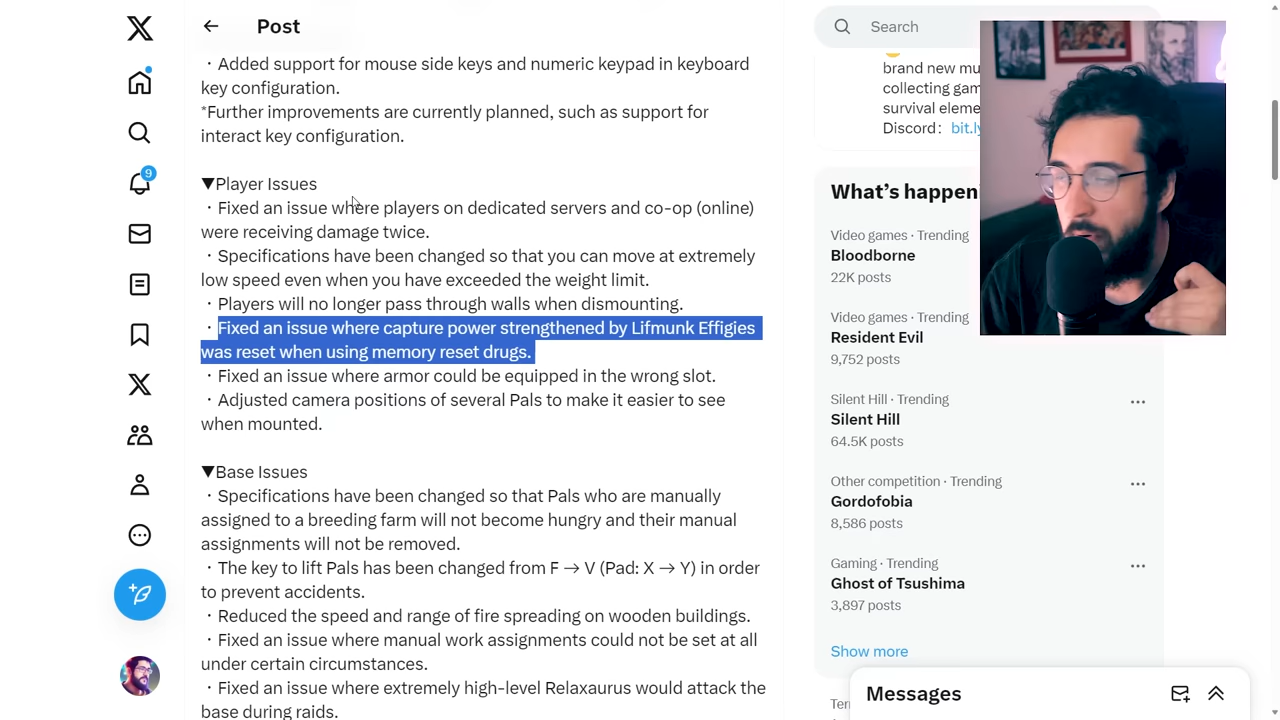 Post
・Added support for mouse side keys and numeric keypad in keyboard
key configuration.
*Further improvements are currently planned, such as support for
interact key configuration.
▼Player Issues
・Fixed an issue where players on dedicated servers and co-op (online)
were receiving damage twice.
・Specifications have been changed so that you can move at extremely
low speed even when you have exceeded the weight limit.
・Players will no longer pass through walls when dismounting.
・Fixed an issue where capture power strengthened by Lifmunk Effigies
was reset when using memory reset drugs.
・Fixed an issue where armor could be equipped in the wrong slot.
・Adjusted camera positions of several Pals to make it easier to see
when mounted.
▼Base Issues
・Specifications have been changed so that Pals who are manually
assigned to a breeding farm will not become hungry and their manual
assignments will not be removed.
・The key to lift Pals has been changed from F → V (Pad: X → Y) in order
to prevent accidents.
・Reduced the speed and range of fire spreading on wooden buildings.
・Fixed an issue where manual work assignments could not be set at all
under certain circumstances.
・Fixed an issue where extremely high-level Relaxaurus would attack the
base during raids.
9
Search
brand new mu
collecting gam
survival eleme
Discord: bit.ly
What's happeni
Video games · Trending
Bloodborne
22K posts
Video games · Trending
Resident Evil
9,752 posts
Silent Hill · Trending
Silent Hill
64.5K posts
Other competition · Trending
Gordofobia
8,586 posts
Gaming · Trending
Ghost of Tsushima
3,897 posts
Show more
Messages